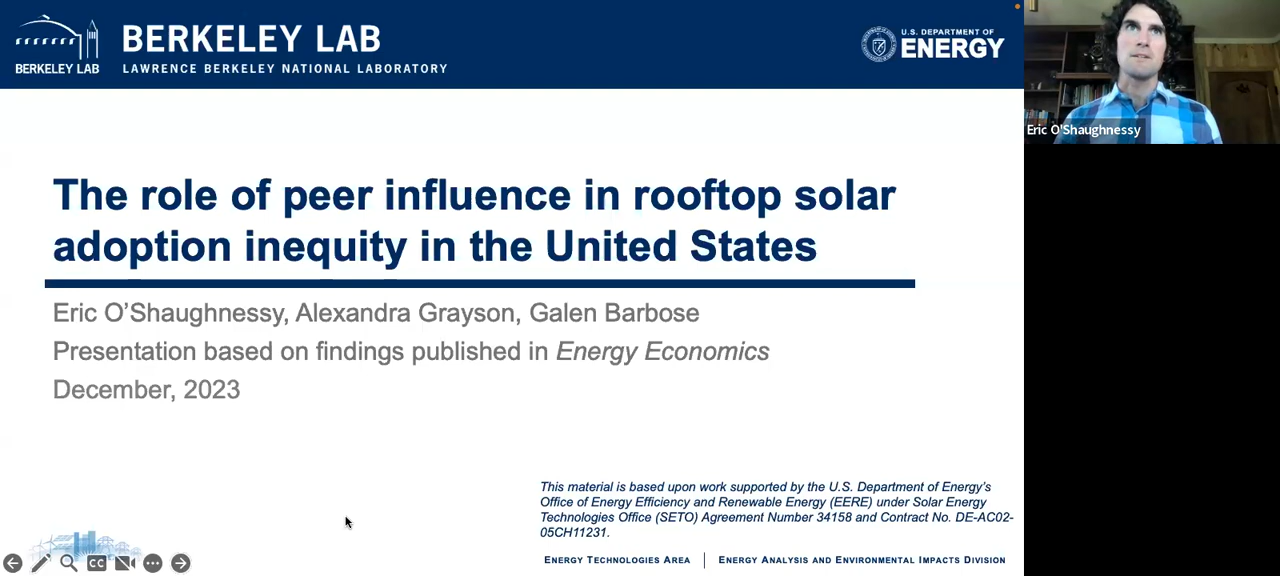 BERKELEY LAB
BERKELEY LAB
LAWRENCE BERKELEY NATIONAL LABORATORY
U.S. DEPARTMENT OF
ENERGY
Eric O'Shaughnessy
The role of peer influence in rooftop solar
adoption inequity in the United States
Eric O’Shaughnessy, Alexandra Grayson, Galen Barbose
Presentation based on findings published in Energy Economics
December, 2023
This material is based upon work supported by the U.S. Department of Energy’s
Office of Energy Efficiency and Renewable Energy (EERE) under Solar Energy
Technologies Office (SETO) Agreement Number 34158 and Contract No. DE-AC02-
05CH11231.
CC
ENERGY TECHNOLOGIES AREA
ENERGY ANALYSIS AND ENVIRONMENTAL IMPACTS DIVISION